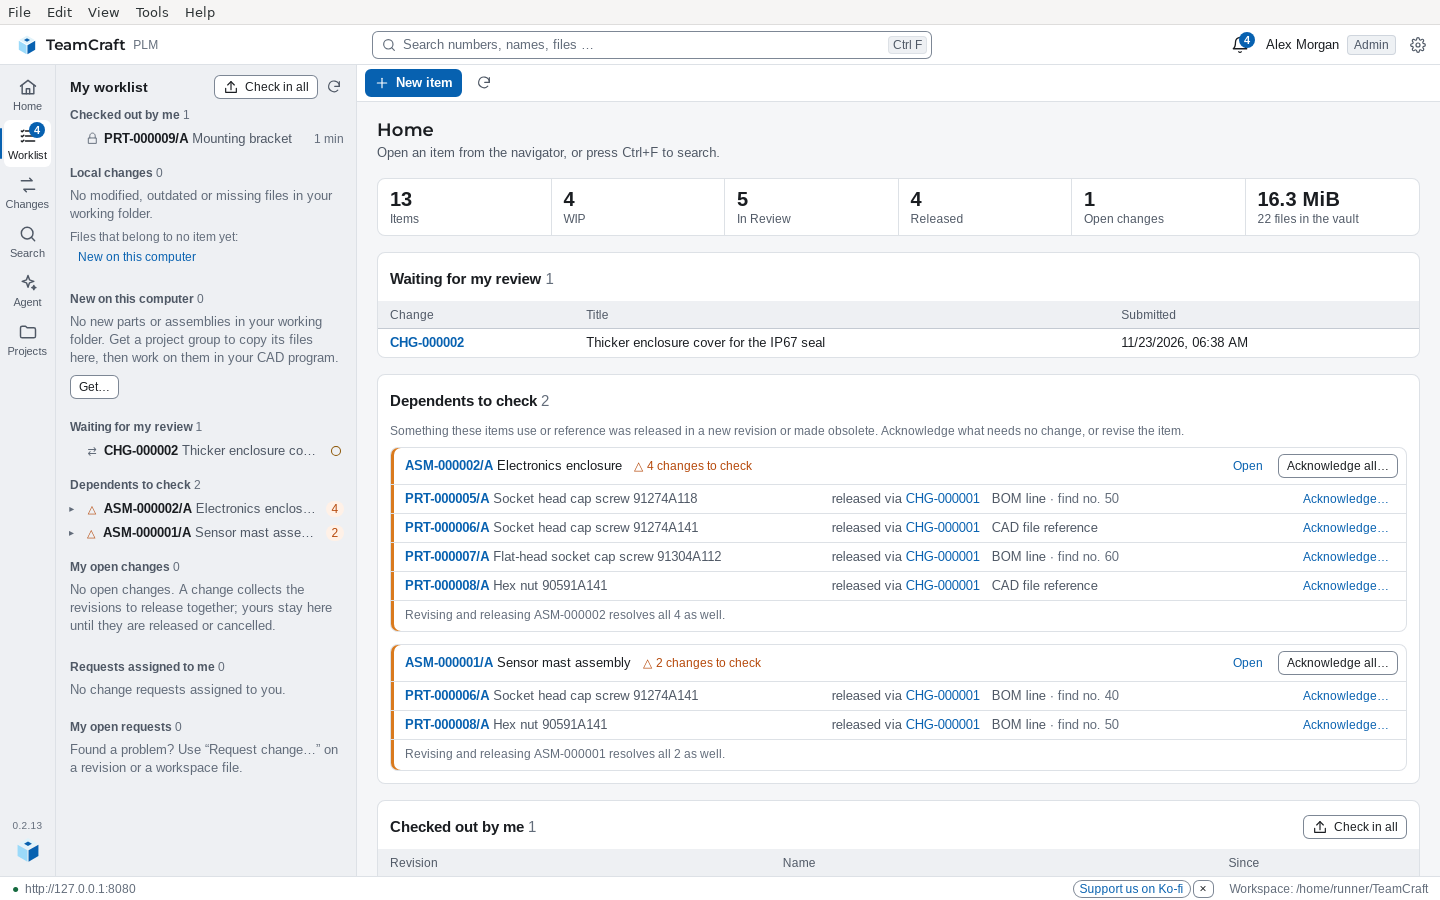 File Edit View Tools Help
TeamCraft PLM
Search numbers, names, files …
Ctrl F
4
Alex Morgan
Admin
Home
4
Worklist
Changes
Search
Agent
Projects
0.2.13
My worklist
Check in all
Checked out by me 1
PRT-000009/A Mounting bracket 1 min
Local changes 0
No modified, outdated or missing files in your
working folder.
Files that belong to no item yet:
New on this computer
New on this computer 0
No new parts or assemblies in your working
folder. Get a project group to copy its files
here, then work on them in your CAD program.
Get…
Waiting for my review 1
CHG-000002 Thicker enclosure co…
Dependents to check 2
ASM-000002/A Electronics enclos… 4
ASM-000001/A Sensor mast asse… 2
My open changes 0
No open changes. A change collects the
revisions to release together; yours stay here
until they are released or cancelled.
Requests assigned to me 0
No change requests assigned to you.
My open requests 0
Found a problem? Use “Request change…” on
a revision or a workspace file.
New item
Home
Open an item from the navigator, or press Ctrl+F to search.
13
Items
4
WIP
5
In Review
4
Released
1
Open changes
16.3 MiB
22 files in the vault
Waiting for my review 1
Change Title Submitted
CHG-000002 Thicker enclosure cover for the IP67 seal 11/23/2026, 06:38 AM
Dependents to check 2
Something these items use or reference was released in a new revision or made obsolete. Acknowledge what needs no change, or revise the item.
ASM-000002/A Electronics enclosure △ 4 changes to check Open Acknowledge all…
PRT-000005/A Socket head cap screw 91274A118 released via CHG-000001 BOM line · find no. 50 Acknowledge…
PRT-000006/A Socket head cap screw 91274A141 released via CHG-000001 CAD file reference Acknowledge…
PRT-000007/A Flat-head socket cap screw 91304A112 released via CHG-000001 BOM line · find no. 60 Acknowledge…
PRT-000008/A Hex nut 90591A141 released via CHG-000001 CAD file reference Acknowledge…
Revising and releasing ASM-000002 resolves all 4 as well.
ASM-000001/A Sensor mast assembly △ 2 changes to check Open Acknowledge all…
PRT-000006/A Socket head cap screw 91274A141 released via CHG-000001 BOM line · find no. 40 Acknowledge…
PRT-000008/A Hex nut 90591A141 released via CHG-000001 BOM line · find no. 50 Acknowledge…
Revising and releasing ASM-000001 resolves all 2 as well.
Checked out by me 1
Check in all
Revision Name Since
http://127.0.0.1:8080
Support us on Ko-fi ×
Workspace: /home/runner/TeamCraft